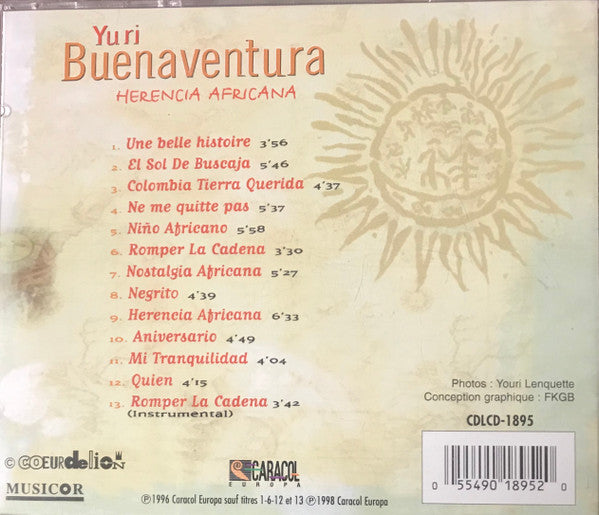 Yuri
Buenaventura
HERENCIA AFRICANA
1. Une belle histoire 3'56
2. El Sol De Buscaja 5'46
3. Colombia Tierra Querida 4'37
4. Ne me quitte pas 5'37
5. Niño Africano 5'58
6. Romper La Cadena 3'30
7. Nostalgia Africana 5'27
8. Negrito 4'39
9. Herencia Africana 6'33
10. Aniversario 4'49
11. Mi Tranquilidad 4'04
12. Quien 4'15
13. Romper La Cadena 3'42
(Instrumental)
Photos : Youri Lenquette
Conception graphique : FKGB
CDLCD-1895
0 55490 18952 0
© COEURdeLION
MUSICOR
CARACOL
EUROPA
℗1996 Caracol Europa sauf titres 1-6-12 et 13 ℗1998 Caracol Europa